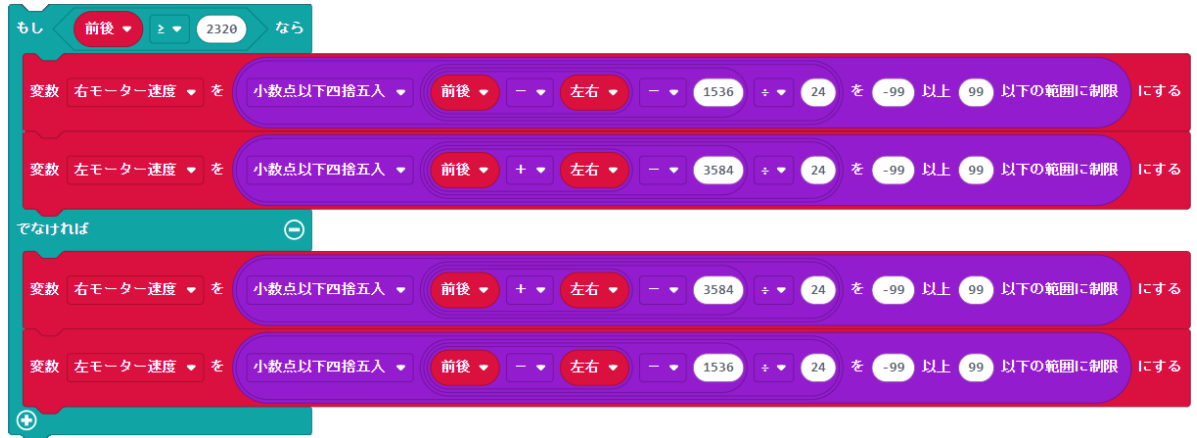 もし 前後 ≥ 2320 なら
変数 右モーター速度 を 小数点以下四捨五入 前後 - 左右 - 1536 ÷ 24 を -99 以上 99 以下の範囲に制限 にする
変数 左モーター速度 を 小数点以下四捨五入 前後 + 左右 - 3584 ÷ 24 を -99 以上 99 以下の範囲に制限 にする
でなければ
変数 右モーター速度 を 小数点以下四捨五入 前後 + 左右 - 3584 ÷ 24 を -99 以上 99 以下の範囲に制限 にする
変数 左モーター速度 を 小数点以下四捨五入 前後 - 左右 - 1536 ÷ 24 を -99 以上 99 以下の範囲に制限 にする